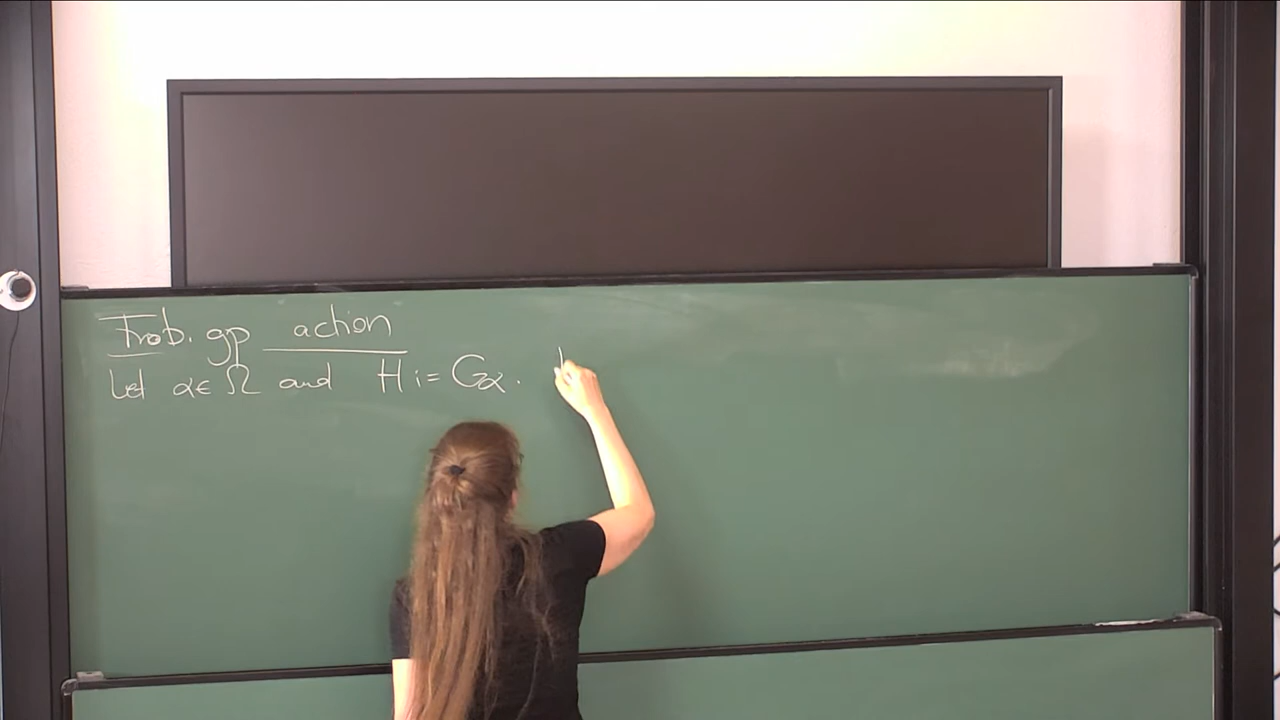 Frob. gp action
Let α∈Ω and H := Gα.